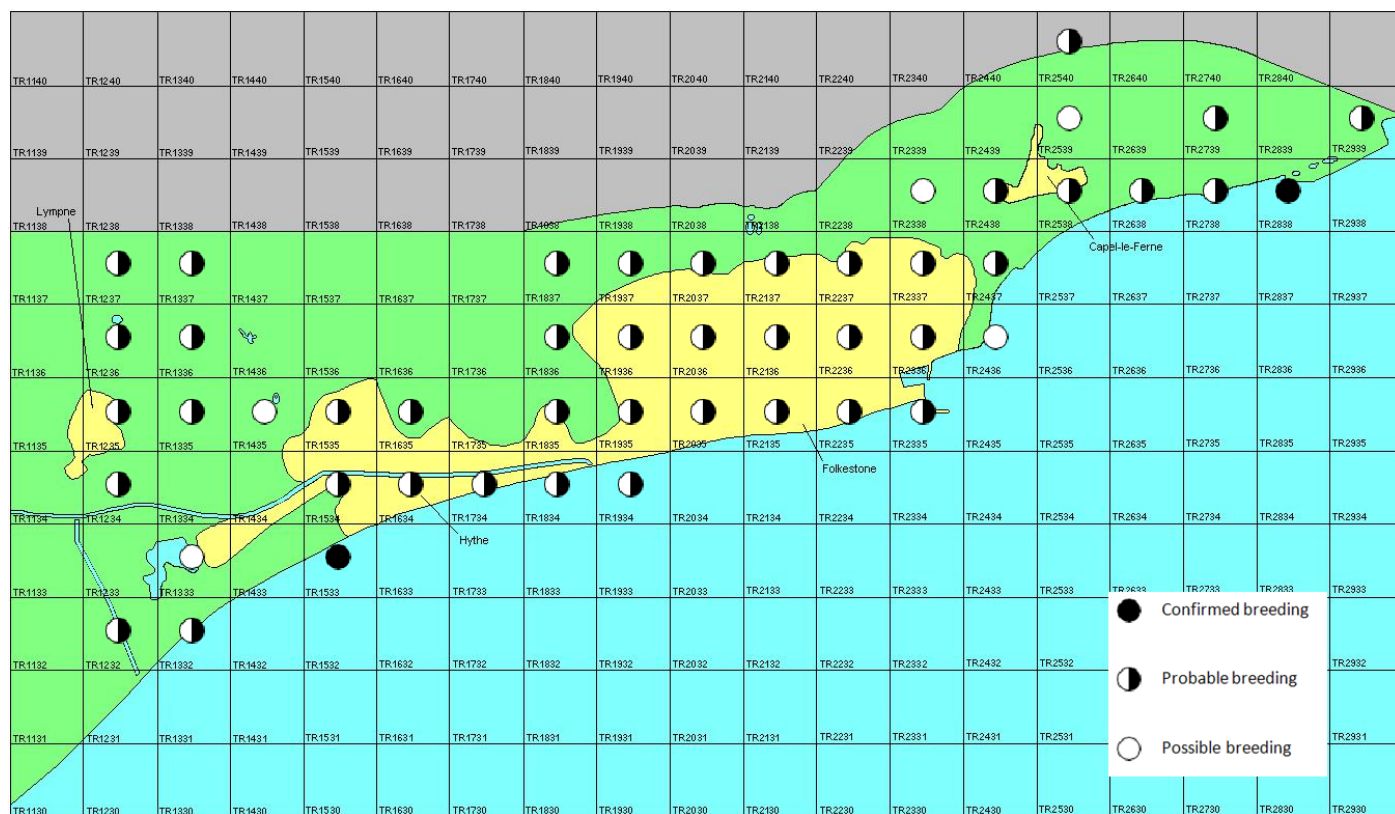 TR1140 TR1240 TR1340 TR1440 TR1540 TR1640 TR1740 TR1840 TR1940 TR2040 TR2140 TR2240 TR2340 TR2440 TR2540 TR2640 TR2740 TR2840
TR1139 TR1239 TR1339 TR1439 TR1539 TR1639 TR1739 TR1839 TR1939 TR2039 TR2139 TR2239 TR2339 TR2439 TR2539 TR2639 TR2739 TR2839 TR2939
Lympne
TR1138 TR1238 TR1338 TR1438 TR1538 TR1638 TR1738 TR1838 TR1938 TR2038 TR2138 TR2238 TR2338 TR2438 TR2538 TR2638 TR2738 TR2838 TR2938
Capel-le-Ferne
TR1137 TR1237 TR1337 TR1437 TR1537 TR1637 TR1737 TR1837 TR1937 TR2037 TR2137 TR2237 TR2337 TR2437 TR2537 TR2637 TR2737 TR2837 TR2937
TR1136 TR1236 TR1336 TR1436 TR1536 TR1636 TR1736 TR1836 TR1936 TR2036 TR2136 TR2236 TR2336 TR2436 TR2536 TR2636 TR2736 TR2836 TR2936
TR1135 TR1235 TR1335 TR1435 TR1535 TR1635 TR1735 TR1835 TR1935 TR2035 TR2135 TR2235 TR2335 TR2435 TR2535 TR2635 TR2735 TR2835 TR2935
Folkestone
TR1134 TR1234 TR1334 TR1434 TR1534 TR1634 TR1734 TR1834 TR1934 TR2034 TR2134 TR2234 TR2334 TR2434 TR2534 TR2634 TR2734 TR2834 TR2934
Hythe
TR1133 TR1233 TR1333 TR1433 TR1533 TR1633 TR1733 TR1833 TR1933 TR2033 TR2133 TR2233 TR2333 TR2433 TR2533 TR2633 TR2733 TR2833 TR2933
Confirmed breeding
TR1132 TR1232 TR1332 TR1432 TR1532 TR1632 TR1732 TR1832 TR1932 TR2032 TR2132 TR2232 TR2332 TR2432 TR2532 TR2932
Probable breeding
TR1131 TR1231 TR1331 TR1431 TR1531 TR1631 TR1731 TR1831 TR1931 TR2031 TR2131 TR2231 TR2331 TR2431 TR2531 TR2931
Possible breeding
TR1130 TR1230 TR1330 TR1430 TR1530 TR1630 TR1730 TR1830 TR1930 TR2030 TR2130 TR2230 TR2330 TR2430 TR2530 TR2630 TR2730 TR2830 TR2930